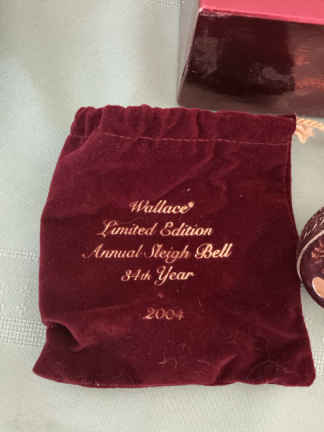 Wallace®
Limited Edition
Annual Sleigh Bell
34th Year
2004